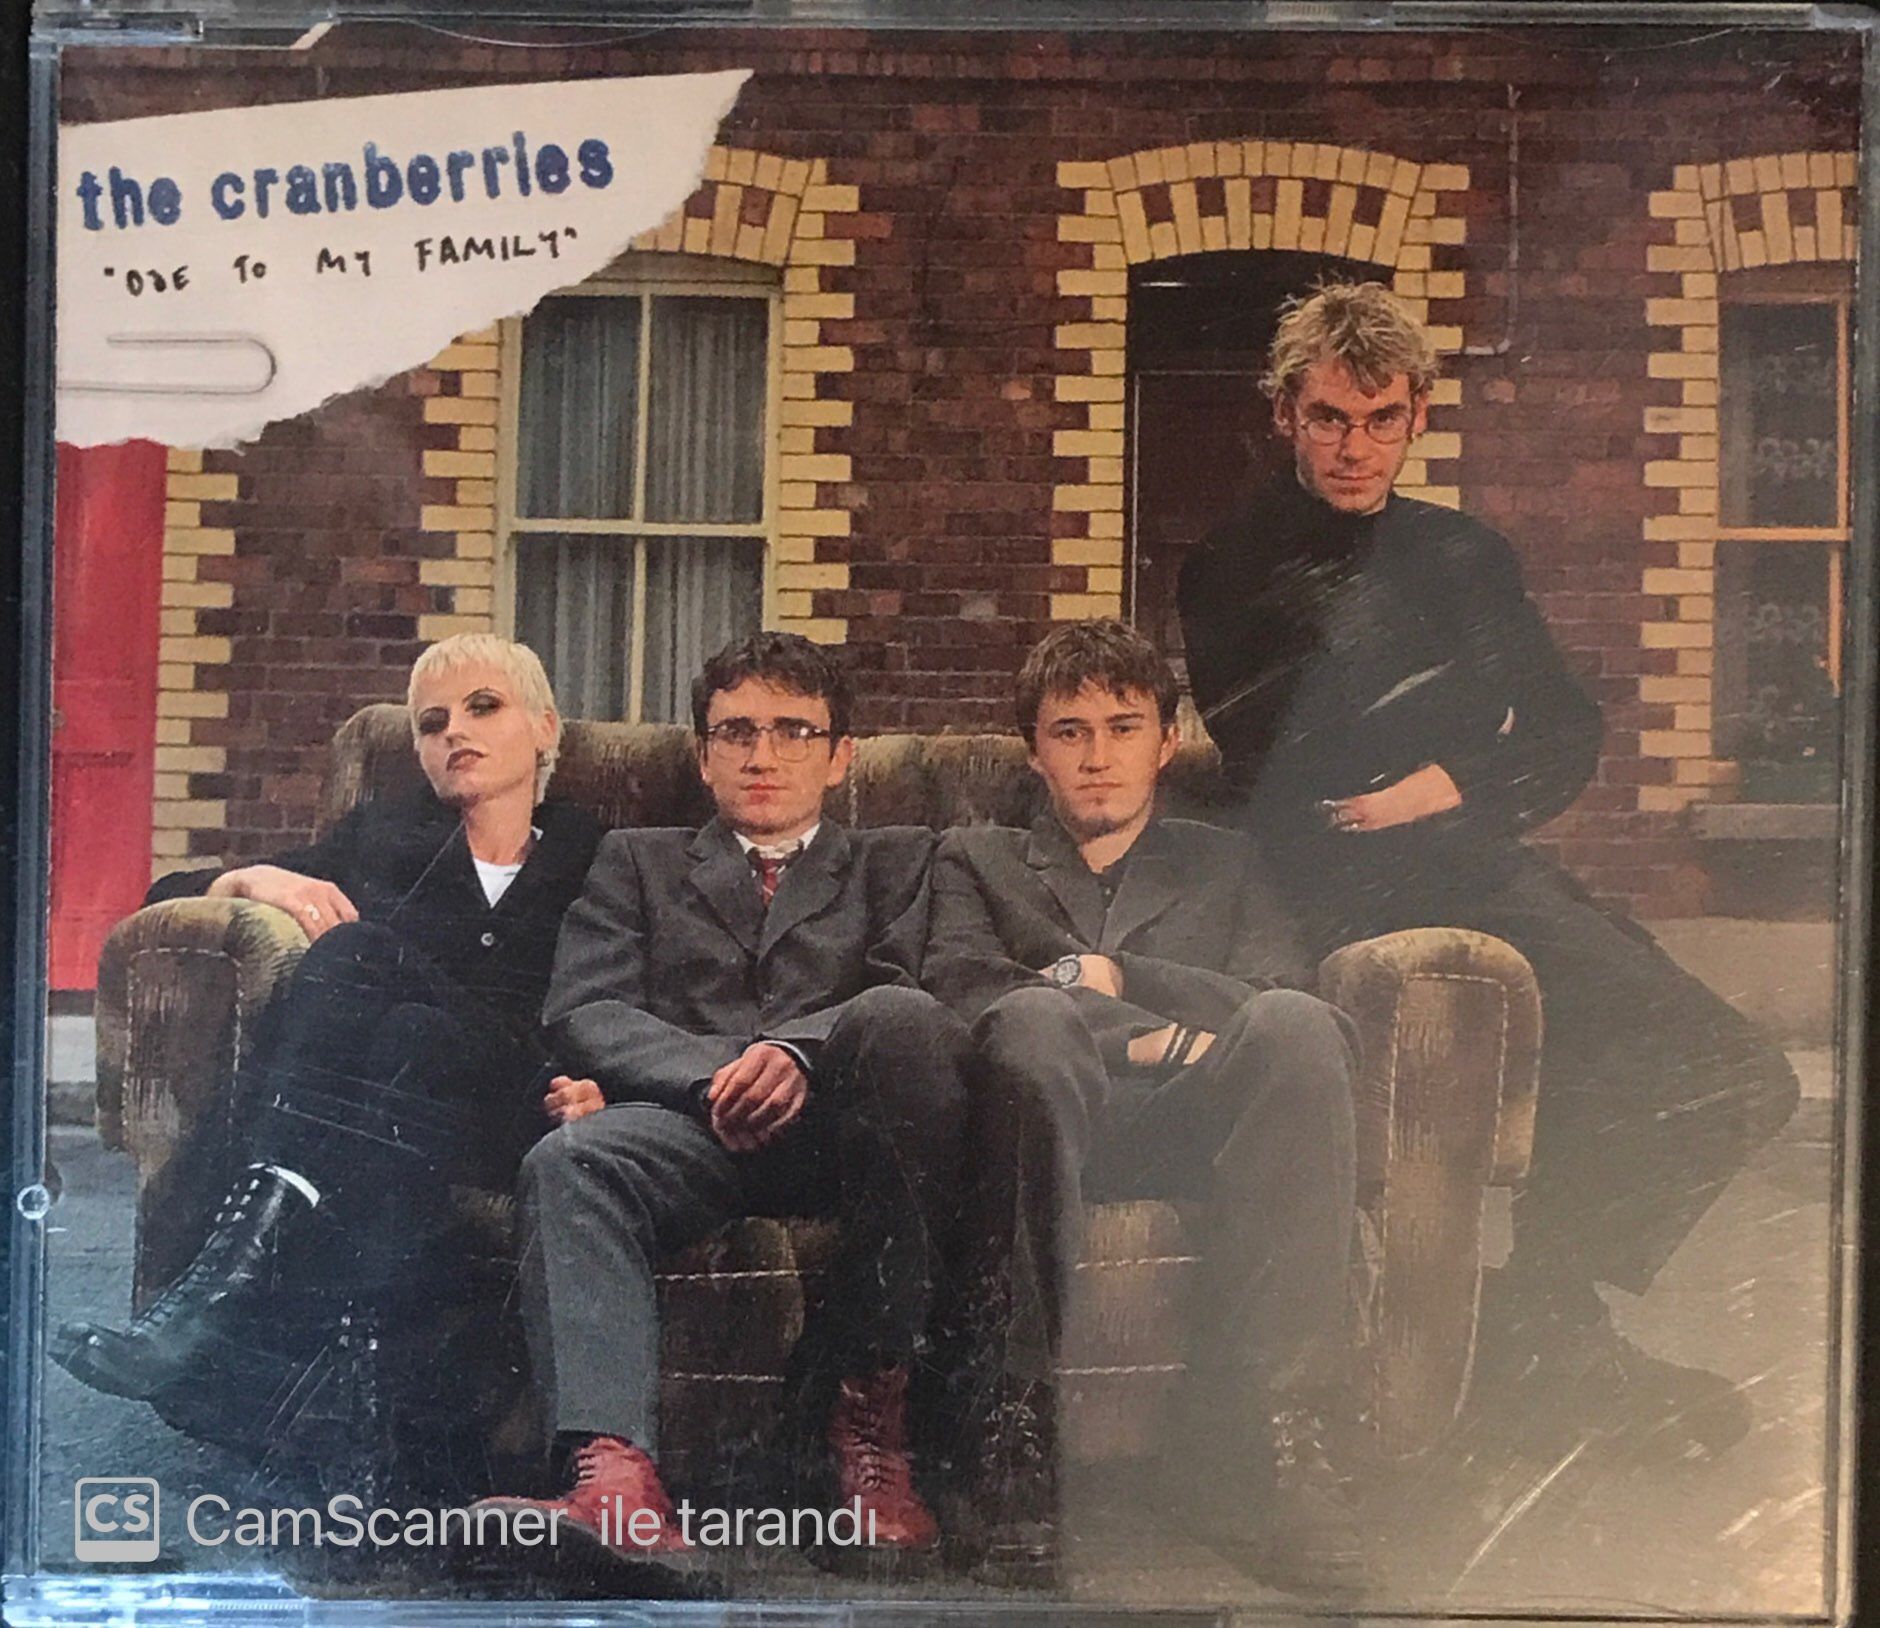 the cranberries
"ODE TO MY FAMILY"
CS CamScanner ile tarandı